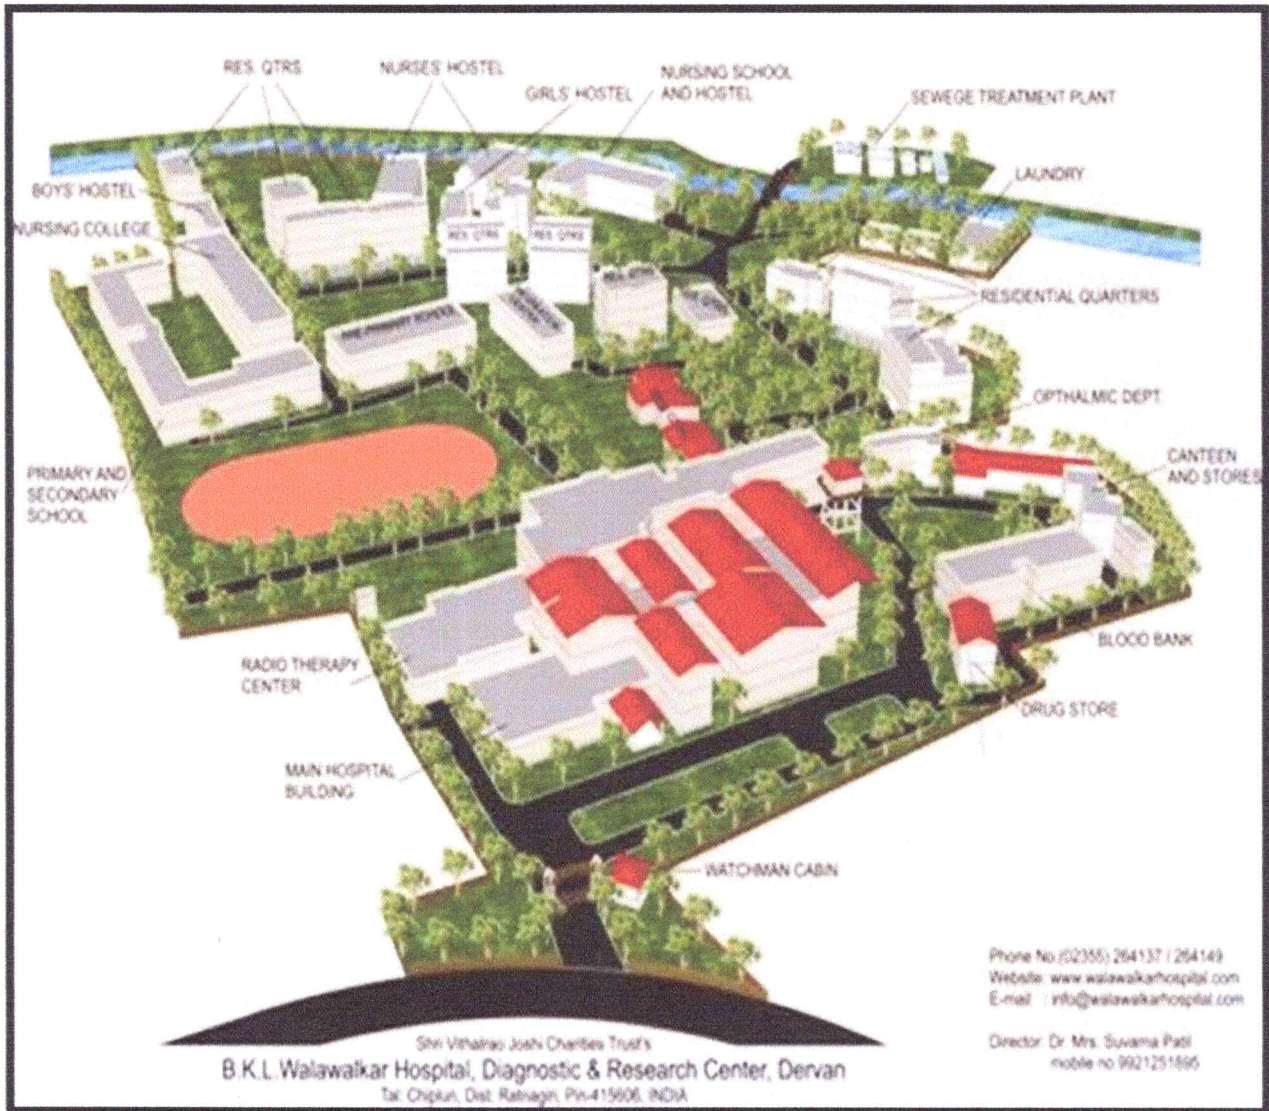 RES. QTRS
NURSES' HOSTEL
GIRLS' HOSTEL
NURSING SCHOOL
AND HOSTEL
SEWEGE TREATMENT PLANT
LAUNDRY
BOYS' HOSTEL
NURSING COLLEGE
RES. QTRS
RES. QTRS
RESIDENTIAL QUARTERS
OPTHALMIC DEPT.
CANTEEN
AND STORES
PRIMARY AND
SECONDARY
SCHOOL
BLOOD BANK
RADIO THERAPY
CENTER
DRUG STORE
MAIN HOSPITAL
BUILDING
WATCHMAN CABIN
Phone No.(02355) 264137 / 264149
Website: www.walawalkarhospital.com
E-mail : info@walawalkarhospital.com
Director: Dr. Mrs. Suvarna Patil
mobile no.9921251695
Shri Vithalrao Joshi Charities Trust's
B.K.L.Walawalkar Hospital, Diagnostic & Research Center, Dervan
Tal: Chiplun, Dist: Ratnagiri, Pin-415606, INDIA